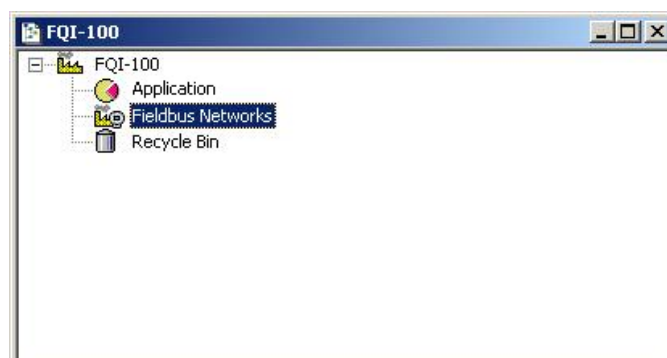 FQI-100
FQI-100
Application
Fieldbus Networks
Recycle Bin